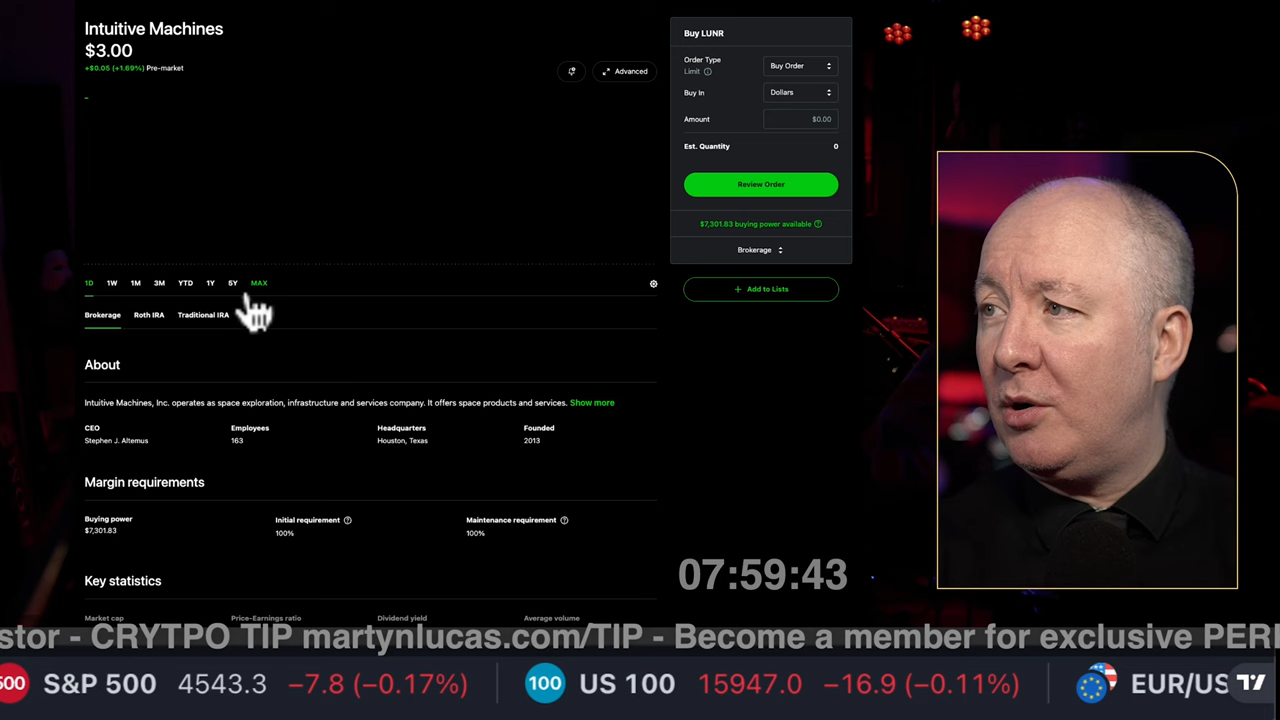 Intuitive Machines
$3.00
+$0.05 (+1.69%) Pre-market
Advanced
1D 1W 1M 3M YTD 1Y 5Y MAX
Brokerage Roth IRA Traditional IRA
About
Intuitive Machines, Inc. operates as space exploration, infrastructure and services company. It offers space products and services. Show more
CEO Employees Headquarters Founded
Stephen J. Altemus 163 Houston, Texas 2013
Margin requirements
Buying power Initial requirement Maintenance requirement
$7,301.83 100% 100%
Key statistics
Market cap Price-Earnings ratio Dividend yield Average volume
Buy LUNR
Order Type Buy Order
Limit
Buy In Dollars
Amount $0.00
Est. Quantity 0
Review Order
$7,301.83 buying power available
Brokerage
+ Add to Lists
07:59:43
stor - CRYTPO TIP martynlucas.com/TIP - Become a member for exclusive PERI
500 S&P 500 4543.3 −7.8 (−0.17%) 100 US 100 15947.0 −16.9 (−0.11%) EUR/US